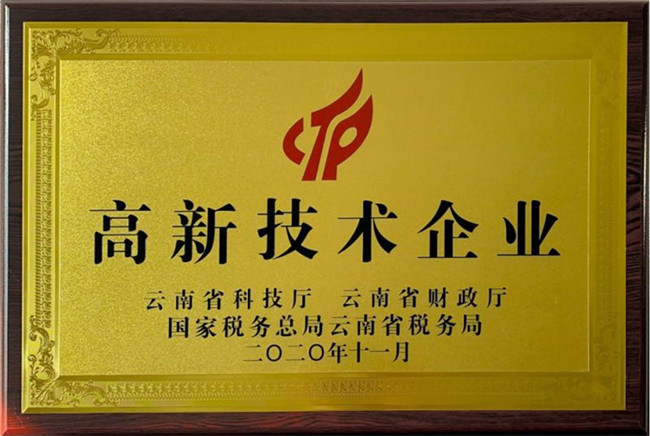 CTP
高新技术企业
云南省科技厅 云南省财政厅
国家税务总局云南省税务局
二〇二〇年十一月